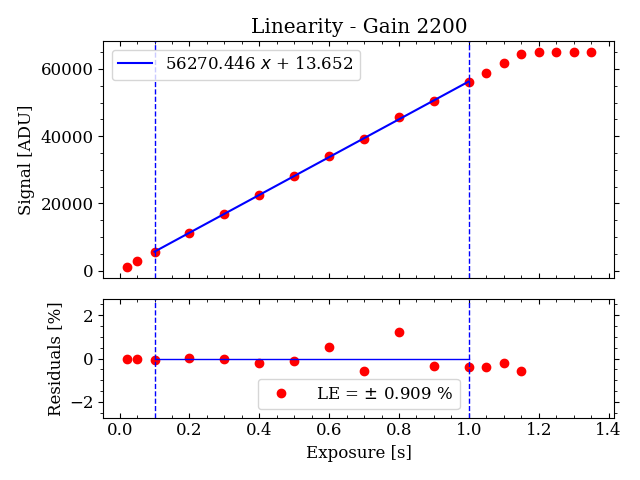 Linearity - Gain 2200
56270.446 x + 13.652
Signal [ADU]
60000
40000
20000
0
Residuals [%]
2
0
−2
LE = ± 0.909 %
0.0 0.2 0.4 0.6 0.8 1.0 1.2 1.4
Exposure [s]